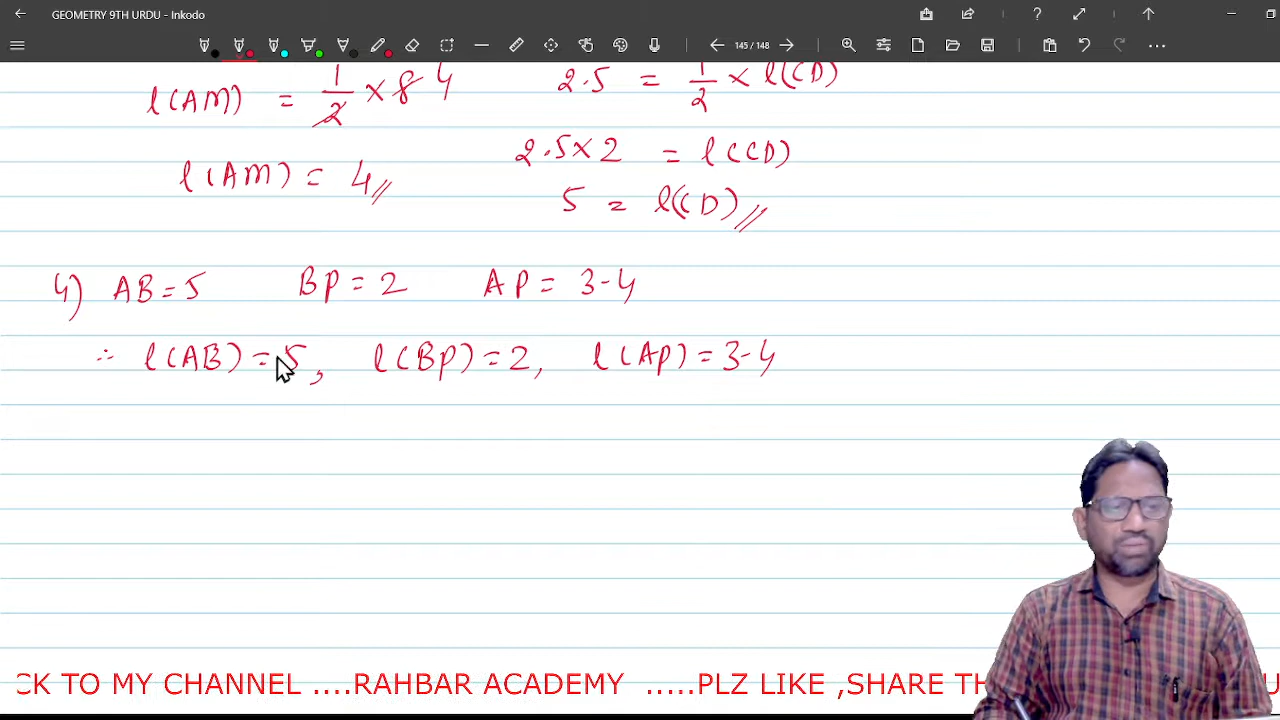 GEOMETRY 9TH URDU - Inkodo
145 / 148
l(AM) = 1/2 × 8 4
2.5 = 1/2 × l(CD)
l(AM) = 4//
2.5×2 = l(CD)
5 = l(CD)//
4) AB=5 BP=2 AP=3-4
∴ l(AB)=5, l(BP)=2, l(AP)=3-4
CK TO MY CHANNEL ....RAHBAR ACADEMY .....PLZ LIKE ,SHARE TH